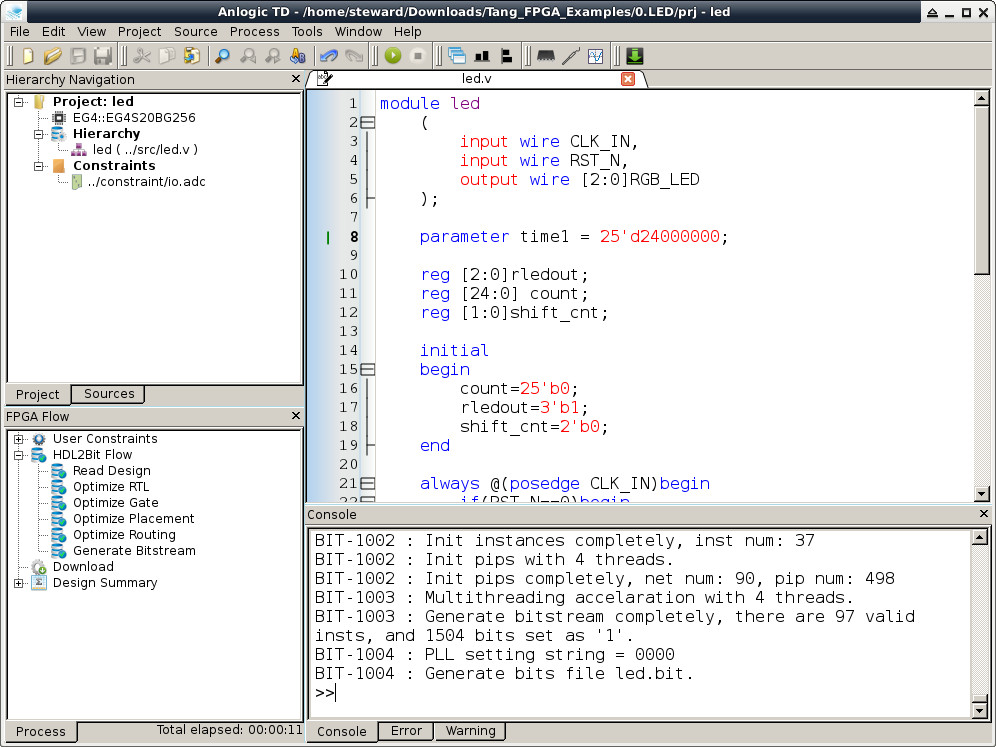 Anlogic TD - /home/steward/Downloads/Tang_FPGA_Examples/0.LED/prj - led
File Edit View Project Source Process Tools Window Help
Hierarchy Navigation
Project: led
EG4::EG4S20BG256
Hierarchy
led ( ../src/led.v )
Constraints
../constraint/io.adc
Project Sources
FPGA Flow
User Constraints
HDL2Bit Flow
Read Design
Optimize RTL
Optimize Gate
Optimize Placement
Optimize Routing
Generate Bitstream
Download
Design Summary
Process Total elapsed: 00:00:11
led.v
1 module led
2 (
3 input wire CLK_IN,
4 input wire RST_N,
5 output wire [2:0]RGB_LED
6 );
7
8 parameter time1 = 25'd24000000;
9
10 reg [2:0]rledout;
11 reg [24:0] count;
12 reg [1:0]shift_cnt;
13
14 initial
15 begin
16 count=25'b0;
17 rledout=3'b1;
18 shift_cnt=2'b0;
19 end
20
21 always @(posedge CLK_IN)begin
22 if(RST_N==0)begin
Console
BIT-1002 : Init instances completely, inst num: 37
BIT-1002 : Init pips with 4 threads.
BIT-1002 : Init pips completely, net num: 90, pip num: 498
BIT-1003 : Multithreading accelaration with 4 threads.
BIT-1003 : Generate bitstream completely, there are 97 valid
insts, and 1504 bits set as '1'.
BIT-1004 : PLL setting string = 0000
BIT-1004 : Generate bits file led.bit.
>>
Console Error Warning